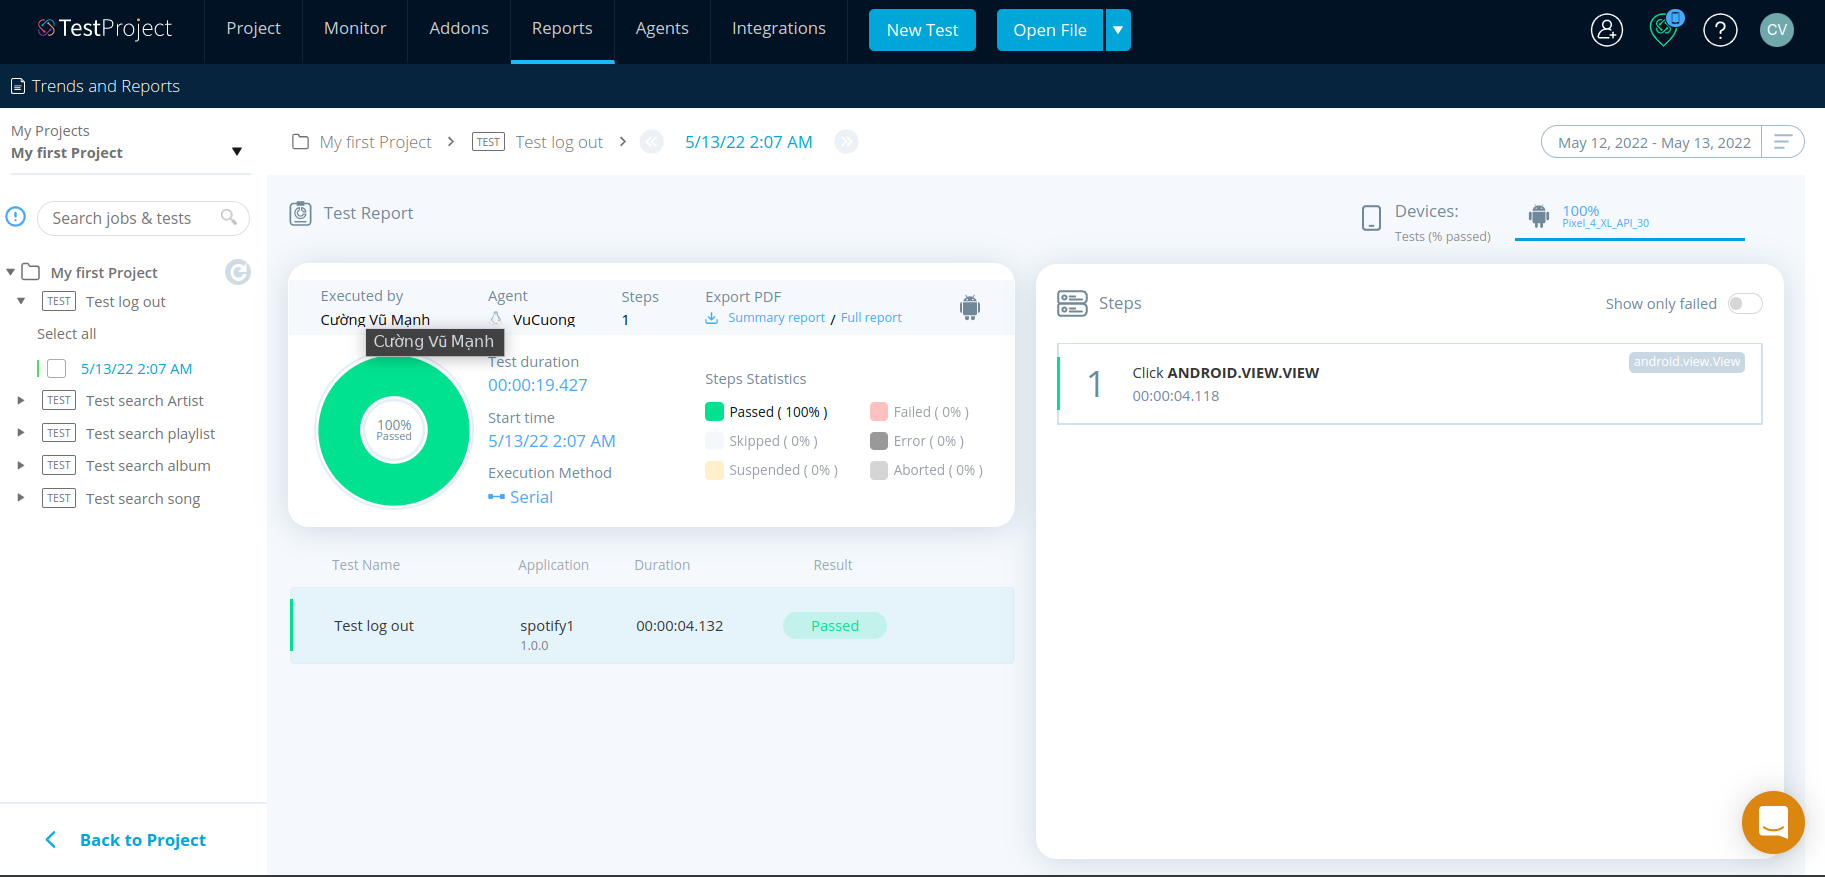 TestProject
Project
Monitor
Addons
Reports
Agents
Integrations
New Test
Open File
CV
Trends and Reports
My Projects
My first Project
Search jobs & tests
My first Project
TEST Test log out
Select all
5/13/22 2:07 AM
TEST Test search Artist
TEST Test search playlist
TEST Test search album
TEST Test search song
Back to Project
My first Project
TEST Test log out
5/13/22 2:07 AM
May 12, 2022 - May 13, 2022
Test Report
Devices:
Tests (% passed)
100%
Pixel_4_XL_API_30
Executed by
Cường Vũ Mạnh
Cường Vũ Mạnh
Agent
VuCuong
Steps
1
Export PDF
Summary report / Full report
100%
Passed
Test duration
00:00:19.427
Start time
5/13/22 2:07 AM
Execution Method
Serial
Steps Statistics
Passed ( 100% )
Failed ( 0% )
Skipped ( 0% )
Error ( 0% )
Suspended ( 0% )
Aborted ( 0% )
Test Name
Application
Duration
Result
Test log out
spotify1
1.0.0
00:00:04.132
Passed
Steps
Show only failed
android.view.View
1
Click ANDROID.VIEW.VIEW
00:00:04.118